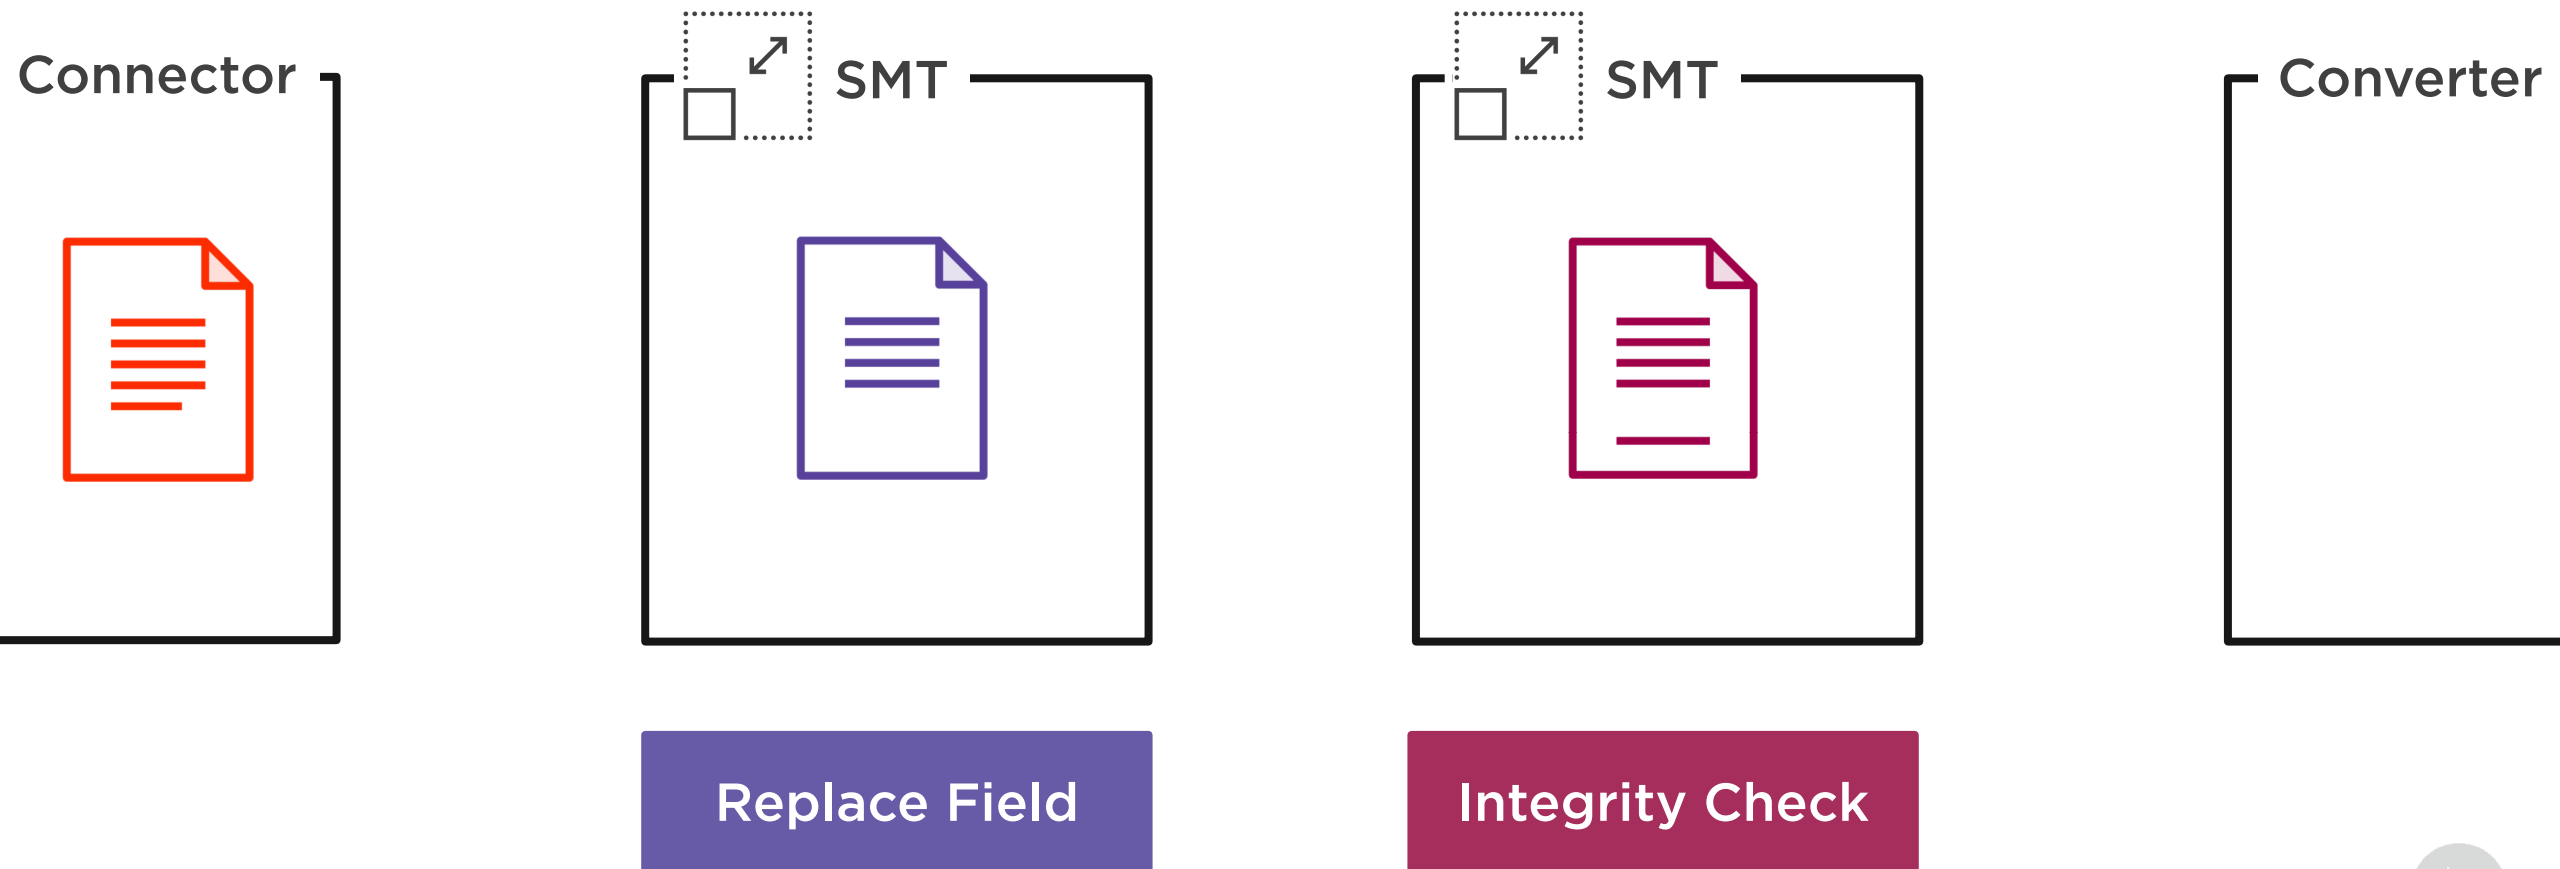 Connector
SMT
SMT
Converter
Replace Field
Integrity Check